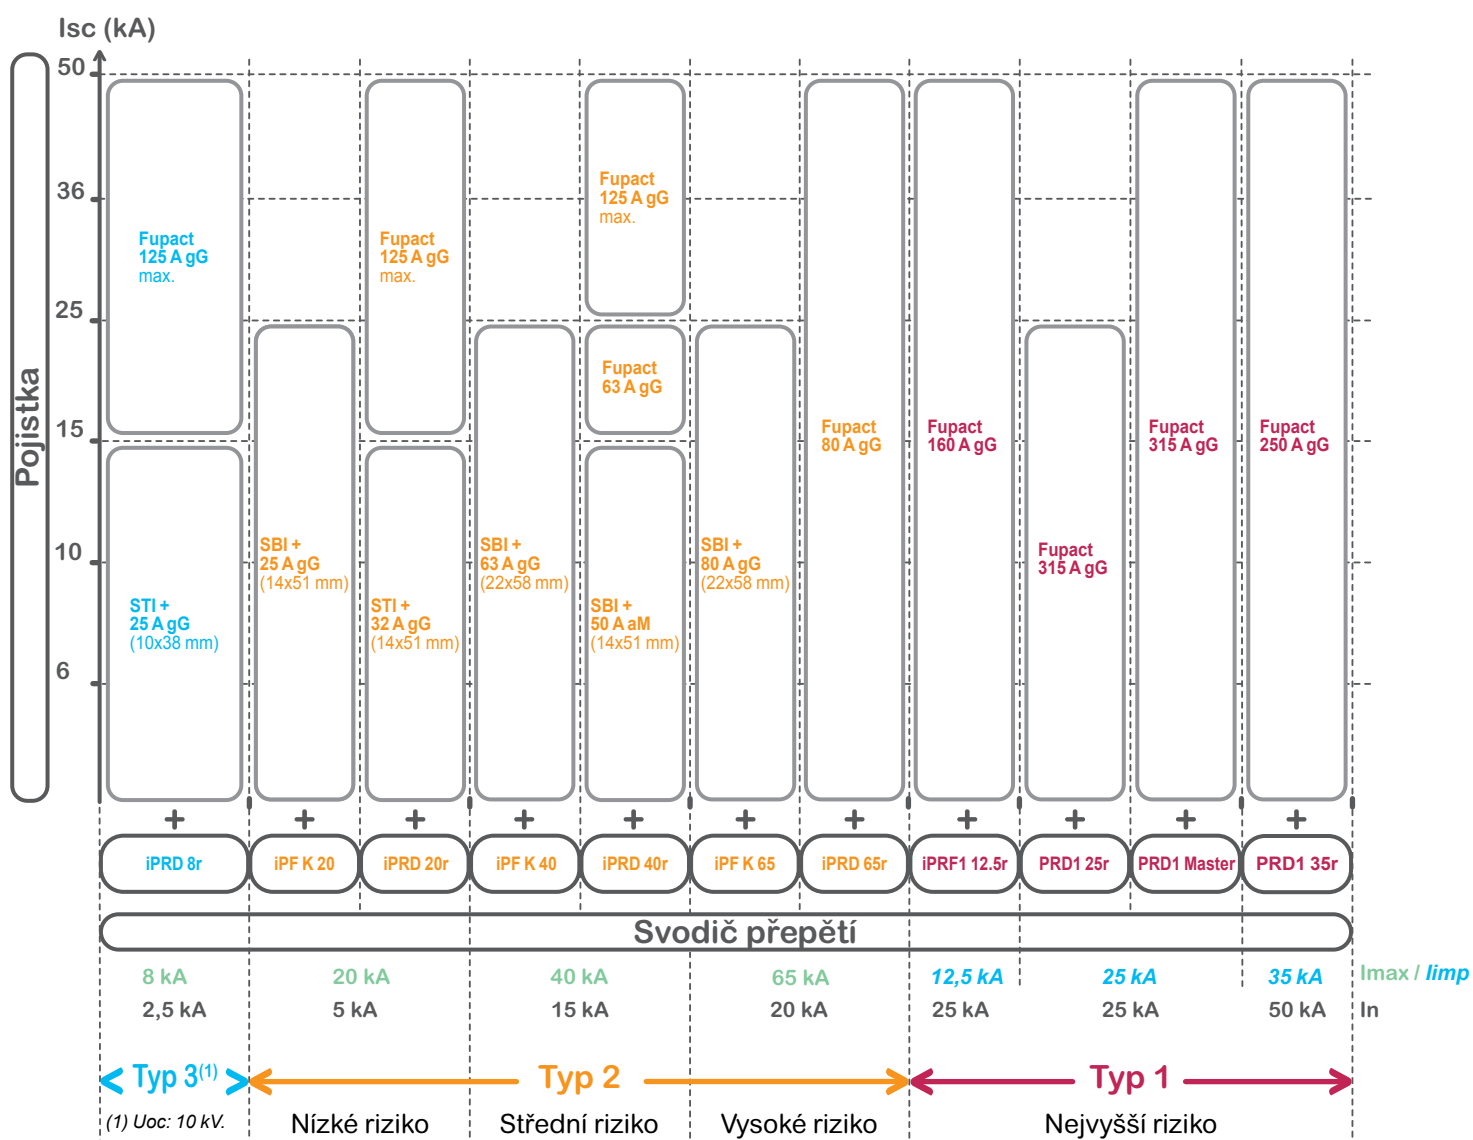 Isc (kA)
50
36
25
15
10
6
Pojistka
Fupact
125 A gG
max.
STI +
25 A gG
(10x38 mm)
SBI +
25 A gG
(14x51 mm)
Fupact
125 A gG
max.
STI +
32 A gG
(14x51 mm)
SBI +
63 A gG
(22x58 mm)
Fupact
125 A gG
max.
Fupact
63 A gG
SBI +
50 A aM
(14x51 mm)
SBI +
80 A gG
(22x58 mm)
Fupact
80 A gG
Fupact
160 A gG
Fupact
315 A gG
Fupact
315 A gG
Fupact
250 A gG
+ + + + + + + + + + +
iPRD 8r iPF K 20 iPRD 20r iPF K 40 iPRD 40r iPF K 65 iPRD 65r iPRF1 12.5r PRD1 25r PRD1 Master PRD1 35r
Svodič přepětí
8 kA 20 kA 40 kA 65 kA 12,5 kA 25 kA 35 kA Imax / Iimp
2,5 kA 5 kA 15 kA 20 kA 25 kA 25 kA 50 kA In
Typ 3(1) Typ 2 Typ 1
(1) Uoc: 10 kV. Nízké riziko Střední riziko Vysoké riziko Nejvyšší riziko